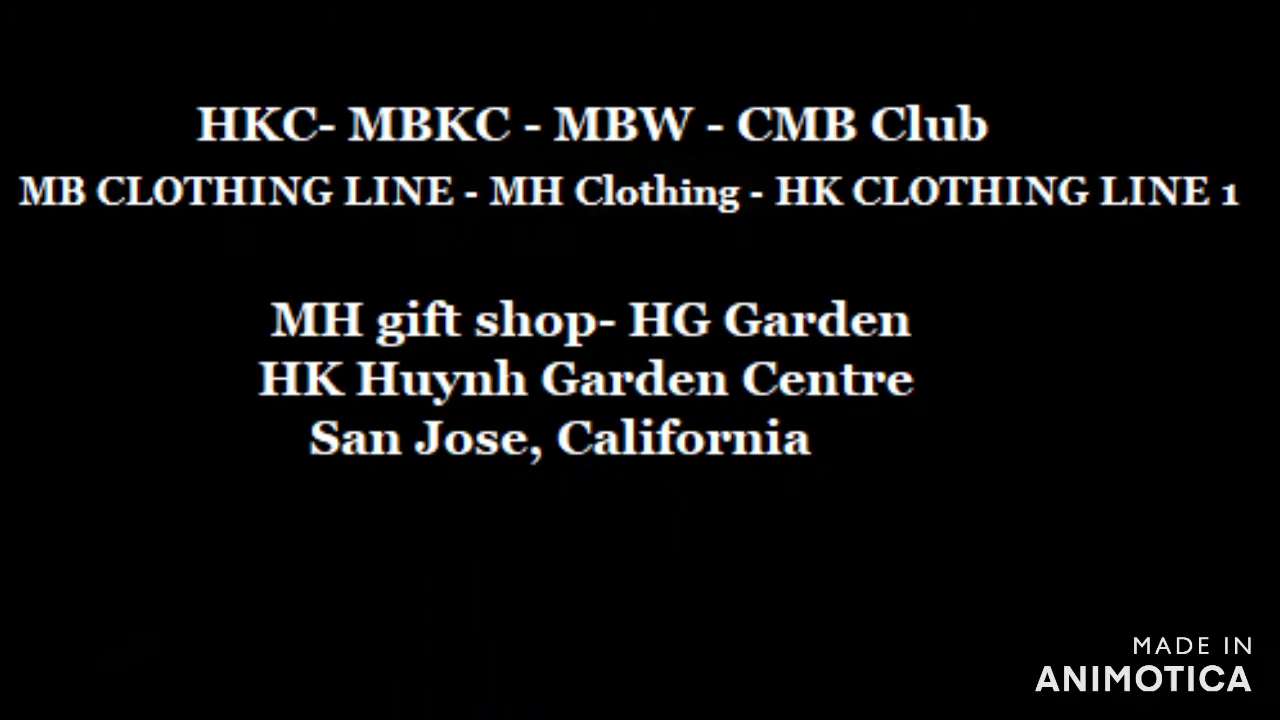 HKC- MBKC - MBW - CMB Club
MB CLOTHING LINE - MH Clothing - HK CLOTHING LINE 1
MH gift shop- HG Garden
HK Huynh Garden Centre
San Jose, California
MADE IN
ANIMOTICA